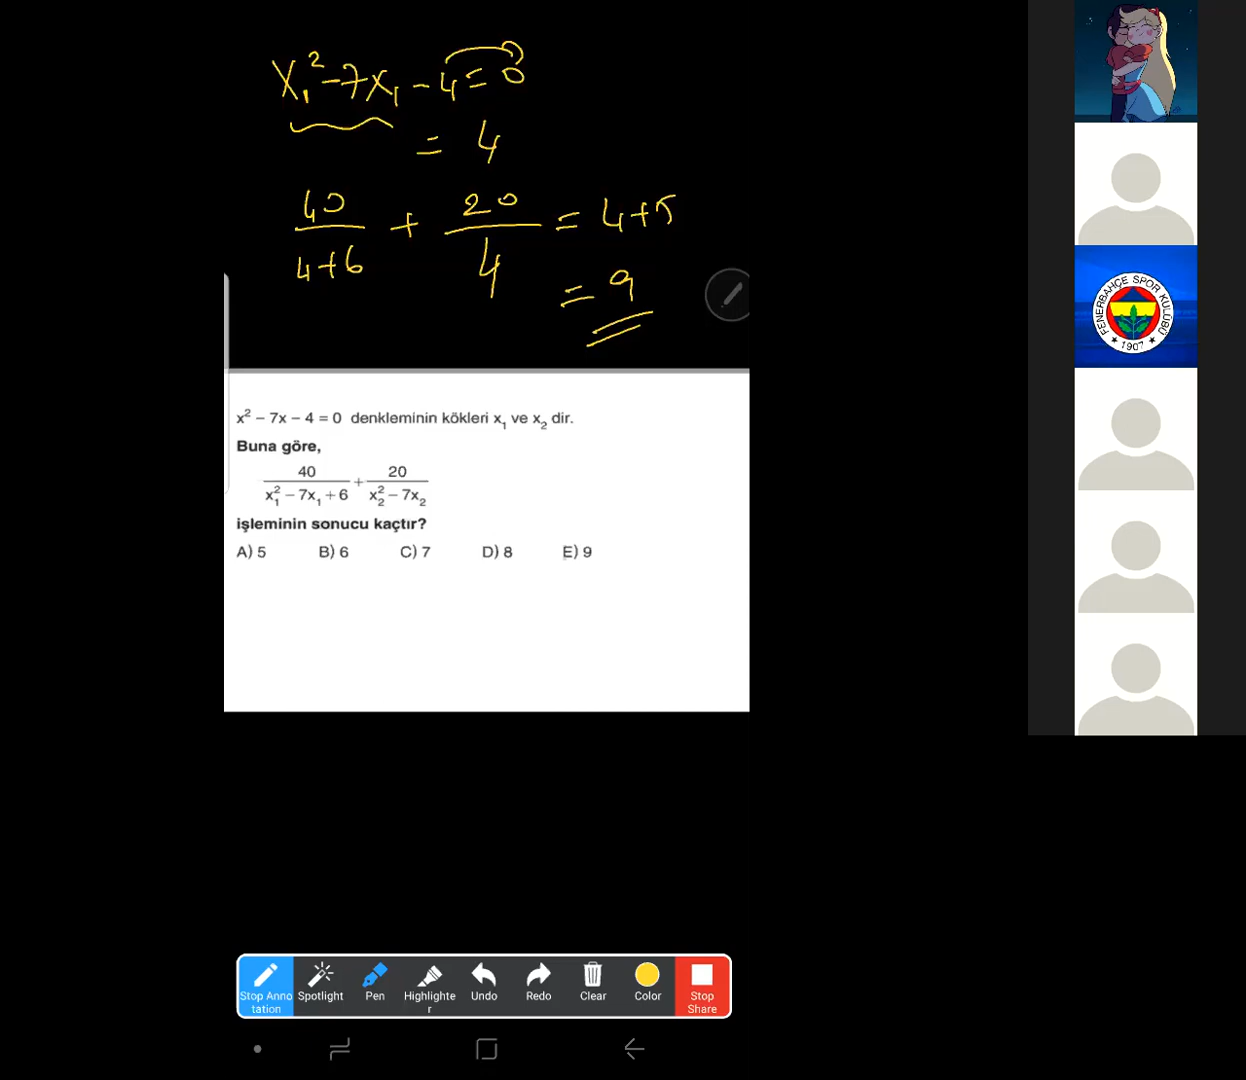 x₁² - 7x₁ - 4 = 0
= 4
40/4+6 + 20/4 = 4+5
= 9
x² – 7x – 4 = 0 denkleminin kökleri x₁ ve x₂ dir.
Buna göre,
40/x₁² – 7x₁ + 6 + 20/x₂² – 7x₂
işleminin sonucu kaçtır?
A) 5 B) 6 C) 7 D) 8 E) 9
FENERBAHÇE SPOR KULÜBÜ
★ 1907 ★
Stop Annotation Spotlight Pen Highlighter Undo Redo Clear Color Stop Share